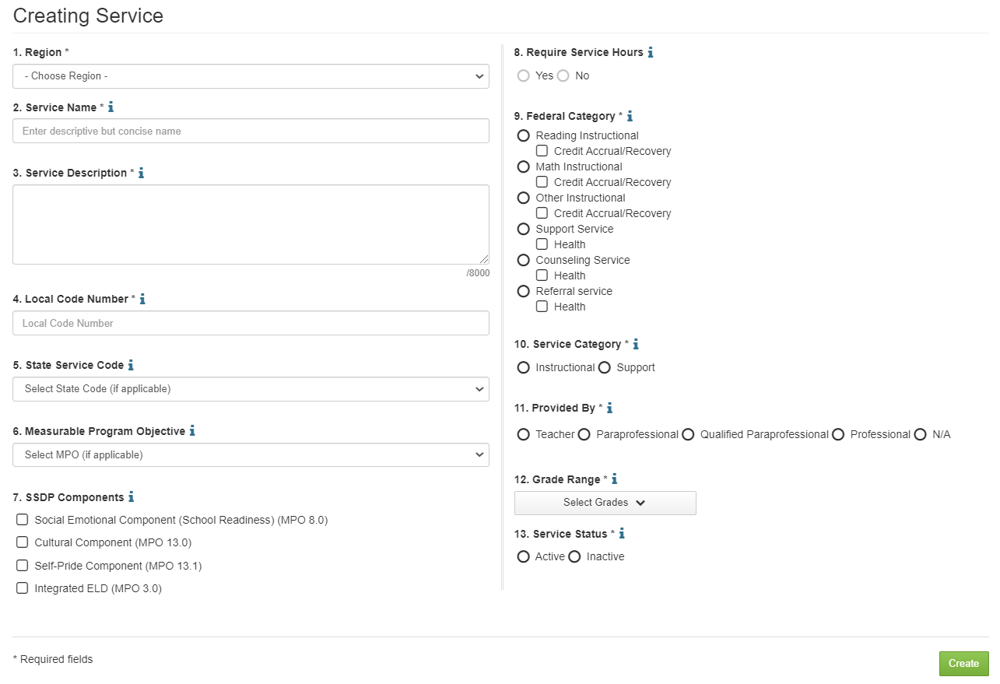 Creating Service
1. Region *
- Choose Region -
2. Service Name *
Enter descriptive but concise name
3. Service Description *
/8000
4. Local Code Number *
Local Code Number
5. State Service Code
Select State Code (if applicable)
6. Measurable Program Objective
Select MPO (if applicable)
7. SSDP Components
Social Emotional Component (School Readiness) (MPO 8.0)
Cultural Component (MPO 13.0)
Self-Pride Component (MPO 13.1)
Integrated ELD (MPO 3.0)
8. Require Service Hours
Yes No
9. Federal Category *
Reading Instructional
Credit Accrual/Recovery
Math Instructional
Credit Accrual/Recovery
Other Instructional
Credit Accrual/Recovery
Support Service
Health
Counseling Service
Health
Referral service
Health
10. Service Category *
Instructional Support
11. Provided By *
Teacher Paraprofessional Qualified Paraprofessional Professional N/A
12. Grade Range *
Select Grades
13. Service Status *
Active Inactive
* Required fields
Create